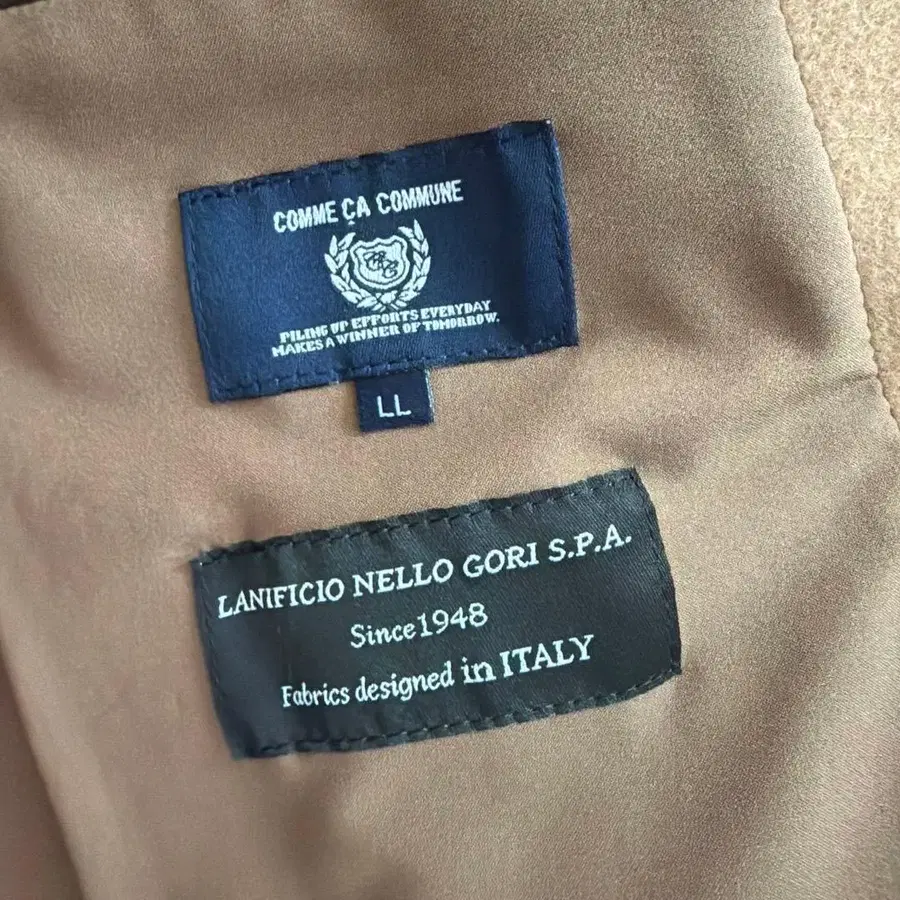 COMME ÇA COMMUNE
PILING UP EFFORTS EVERYDAY
MAKES A WINNER OF TOMORROW.
LL
LANIFICIO NELLO GORI S.P.A.
Since1948
Fabrics designed in ITALY